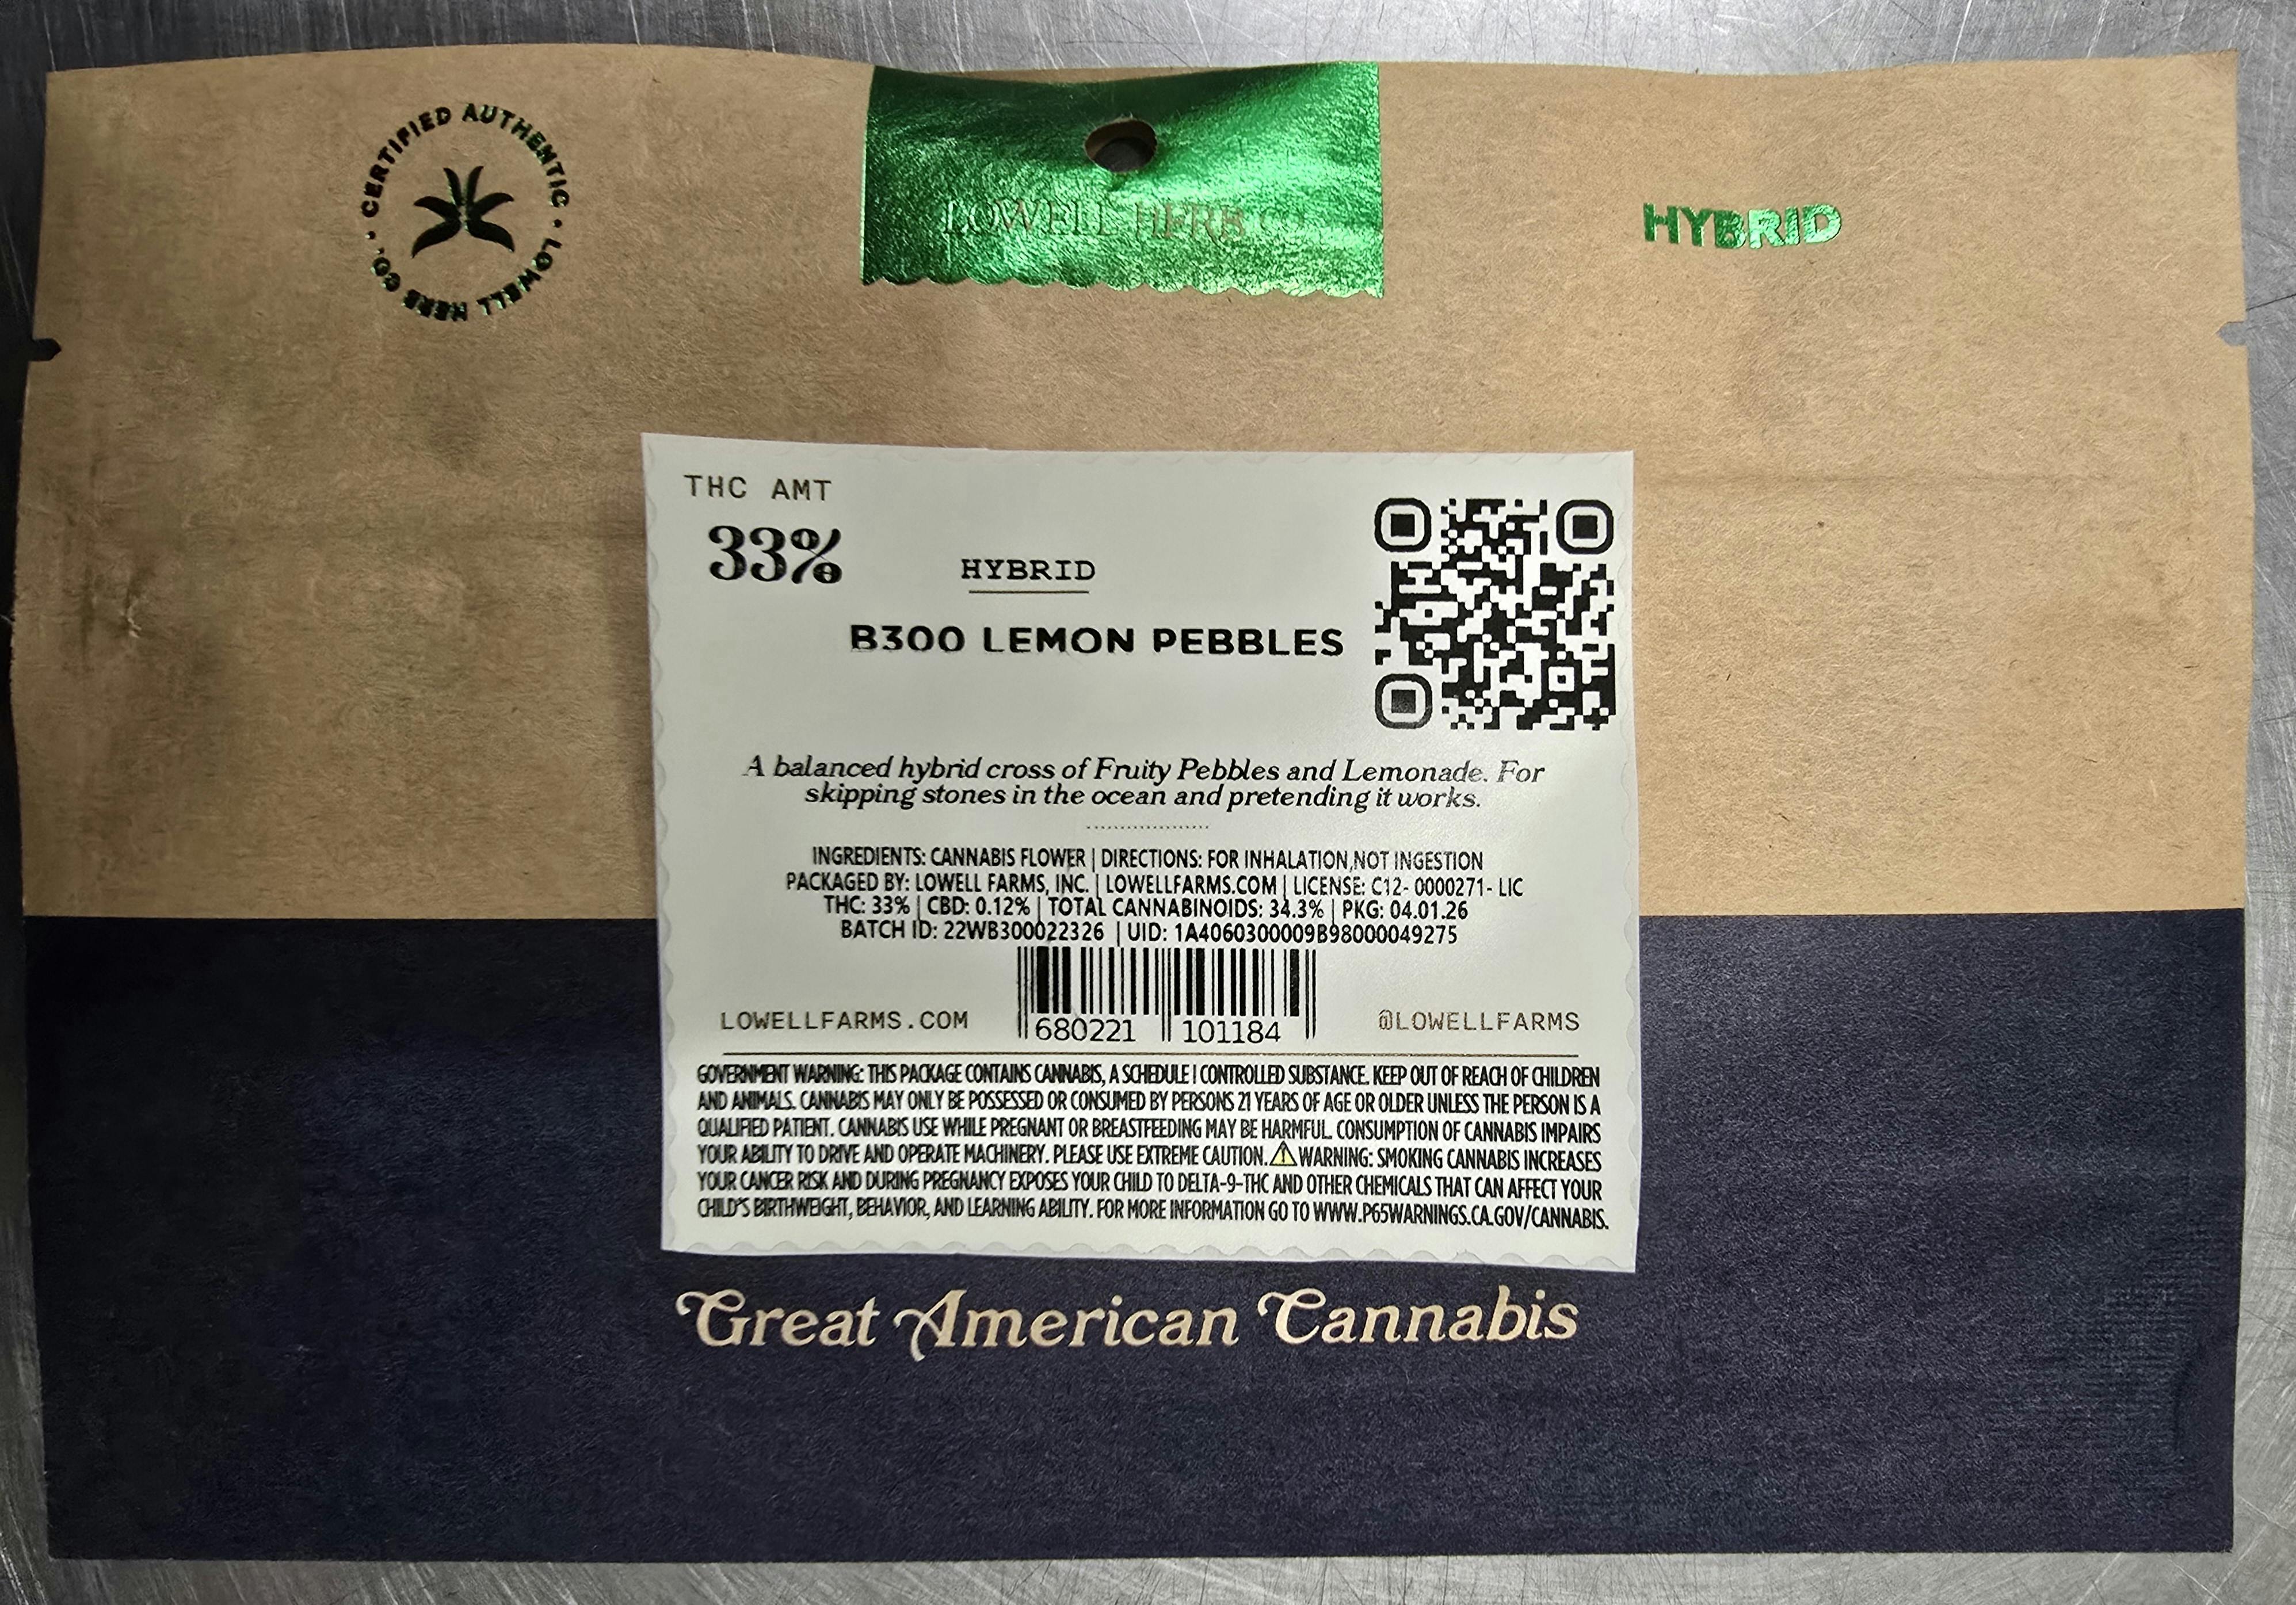 CERTIFIED AUTHENTIC • LOWELL HERB CO. •
LOWELL HERB CO
HYBRID
THC AMT
33%
HYBRID
B300 LEMON PEBBLES
A balanced hybrid cross of Fruity Pebbles and Lemonade. For
skipping stones in the ocean and pretending it works.
INGREDIENTS: CANNABIS FLOWER | DIRECTIONS: FOR INHALATION,NOT INGESTION
PACKAGED BY: LOWELL FARMS, INC. | LOWELLFARMS.COM | LICENSE: C12- 0000271- LIC
THC: 33% | CBD: 0.12% | TOTAL CANNABINOIDS: 34.3% | PKG: 04.01.26
BATCH ID: 22WB300022326 | UID: 1A4060300009B98000049275
680221 101184
LOWELLFARMS.COM
@LOWELLFARMS
GOVERNMENT WARNING: THIS PACKAGE CONTAINS CANNABIS, A SCHEDULE I CONTROLLED SUBSTANCE. KEEP OUT OF REACH OF CHILDREN
AND ANIMALS. CANNABIS MAY ONLY BE POSSESSED OR CONSUMED BY PERSONS 21 YEARS OF AGE OR OLDER UNLESS THE PERSON IS A
QUALIFIED PATIENT. CANNABIS USE WHILE PREGNANT OR BREASTFEEDING MAY BE HARMFUL. CONSUMPTION OF CANNABIS IMPAIRS
YOUR ABILITY TO DRIVE AND OPERATE MACHINERY. PLEASE USE EXTREME CAUTION. ⚠ WARNING: SMOKING CANNABIS INCREASES
YOUR CANCER RISK AND DURING PREGNANCY EXPOSES YOUR CHILD TO DELTA-9-THC AND OTHER CHEMICALS THAT CAN AFFECT YOUR
CHILD'S BIRTHWEIGHT, BEHAVIOR, AND LEARNING ABILITY. FOR MORE INFORMATION GO TO WWW.P65WARNINGS.CA.GOV/CANNABIS.
Great American Cannabis